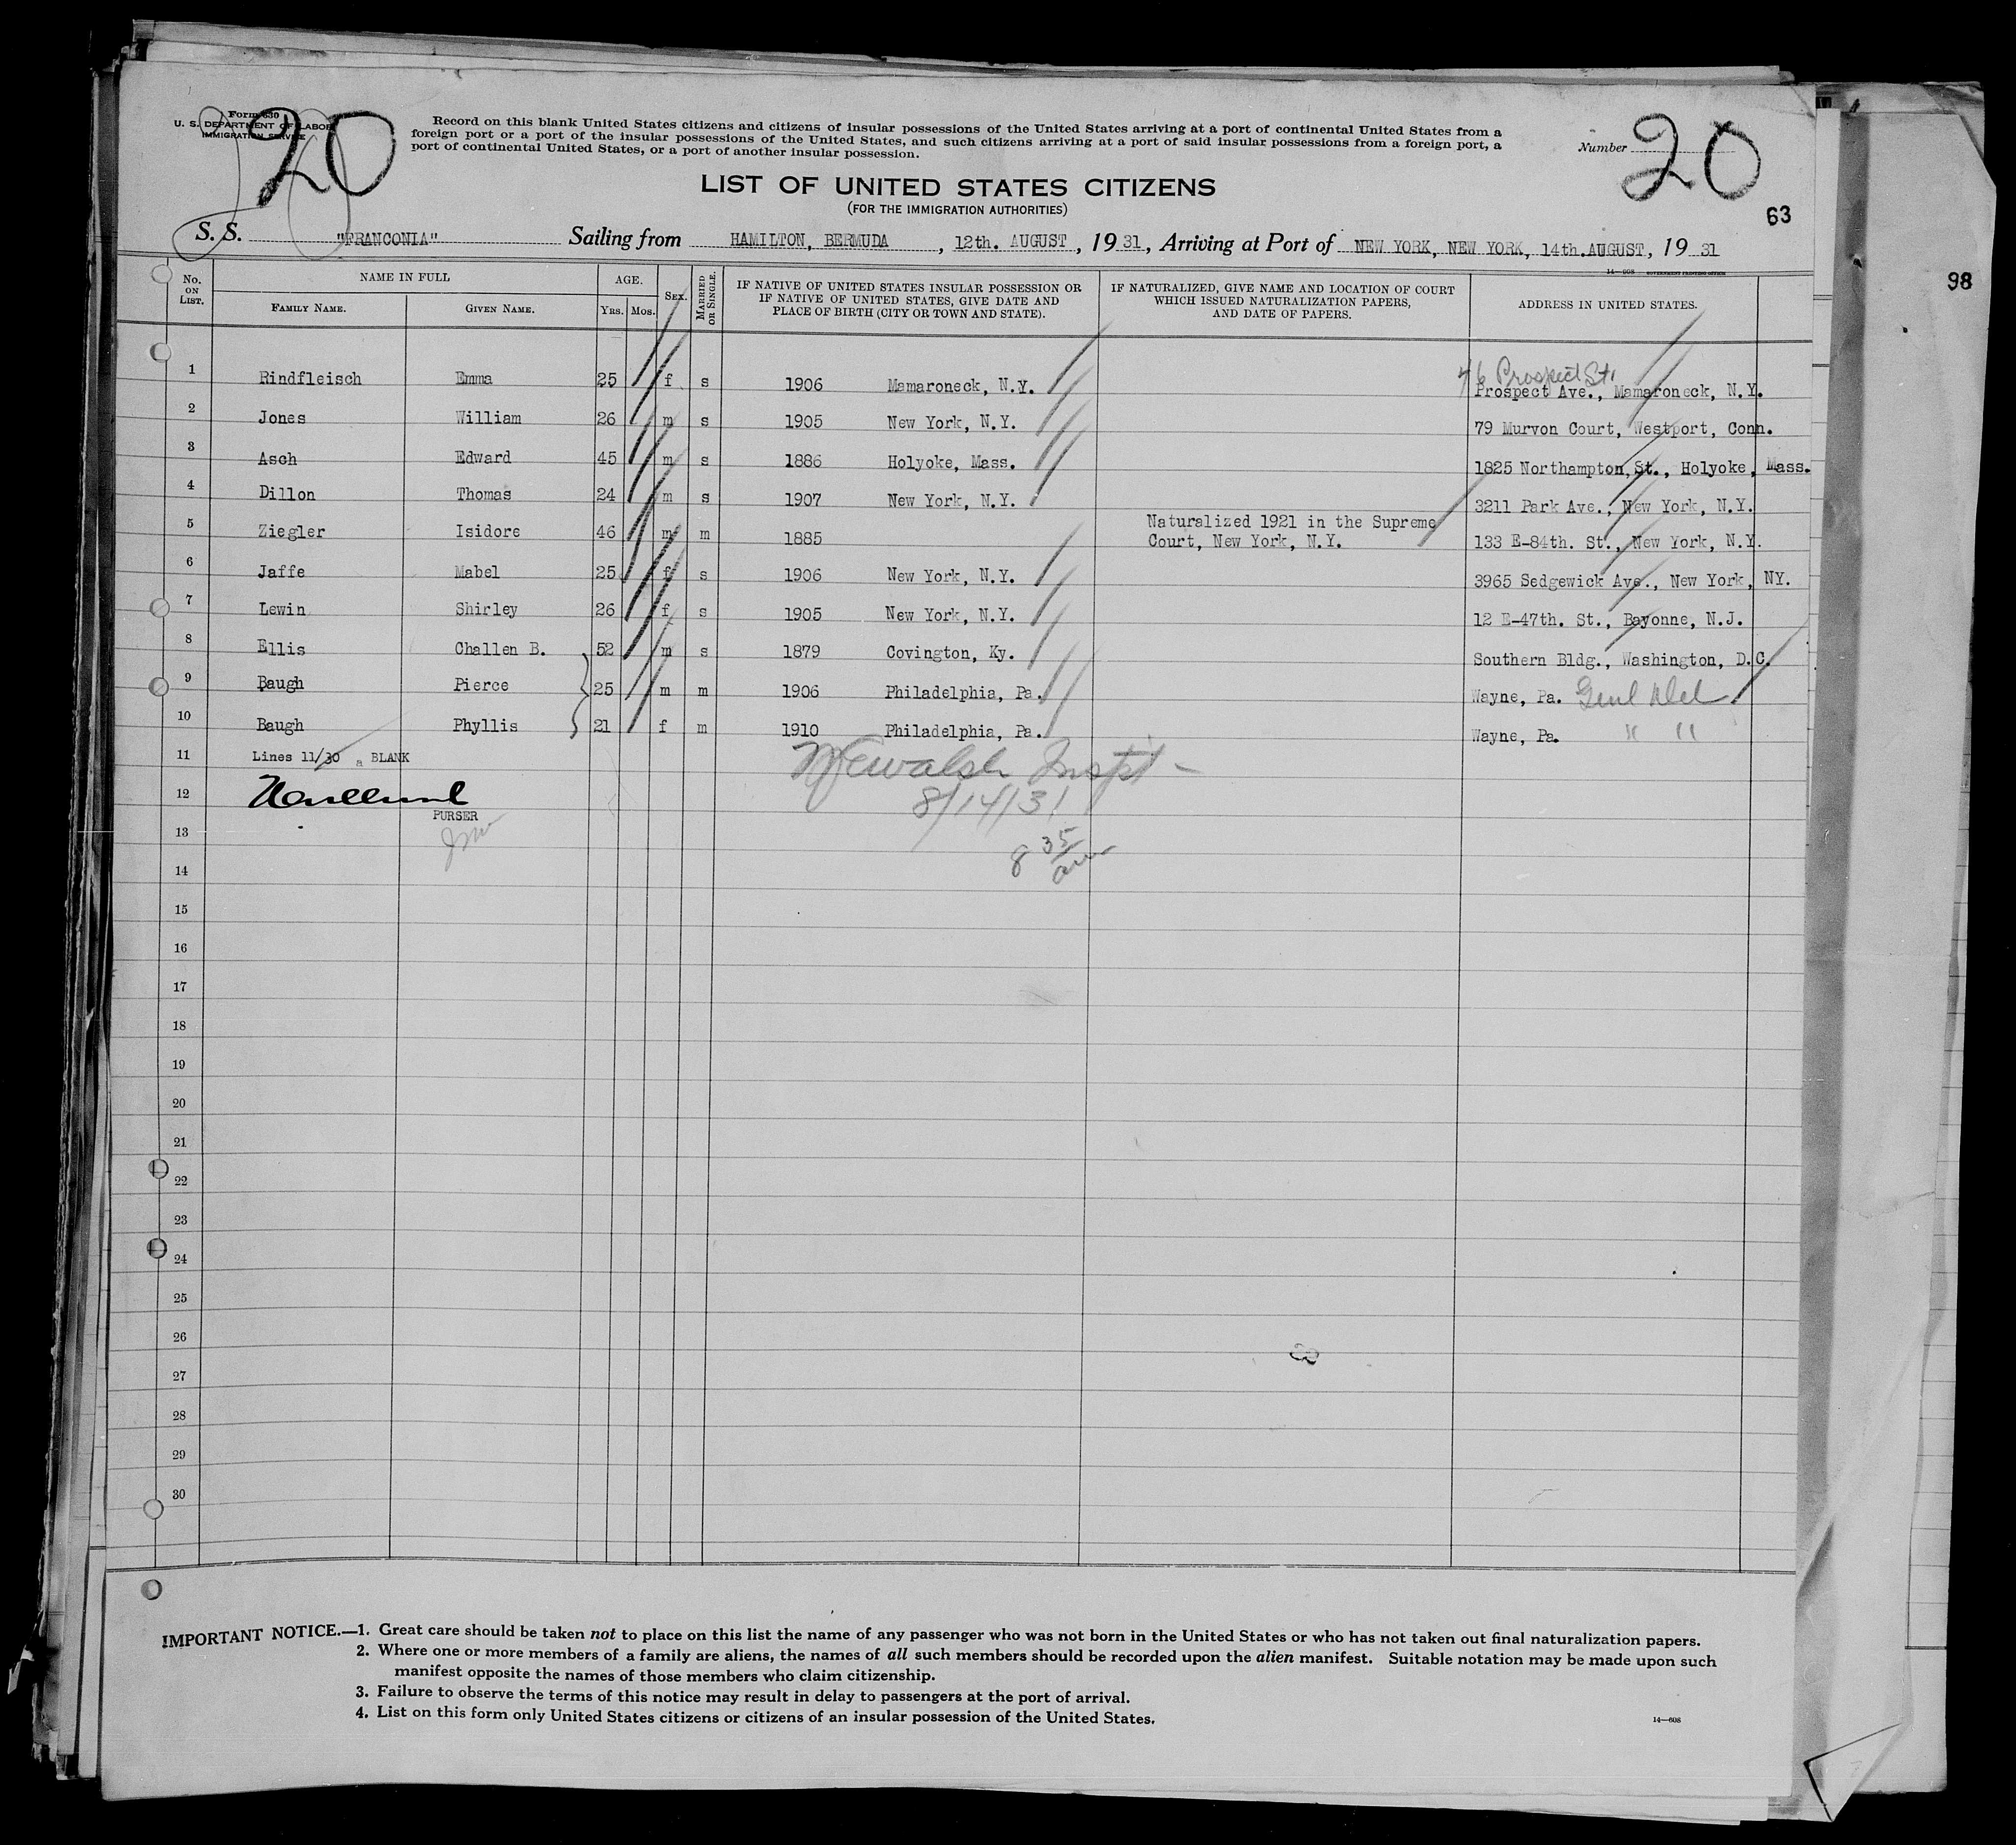 Form 630
U. S. DEPARTMENT OF LABOR
IMMIGRATION SERVICE
20
Record on this blank United States citizens and citizens of insular possessions of the United States arriving at a port of continental United States from a
foreign port or a port of the insular possessions of the United States, and such citizens arriving at a port of said insular possessions from a foreign port, a
port of continental United States, or a port of another insular possession.
Number 20
LIST OF UNITED STATES CITIZENS
(FOR THE IMMIGRATION AUTHORITIES)
63
S. S. "FRANCONIA" Sailing from HAMILTON, BERMUDA, 12th. AUGUST, 1931, Arriving at Port of NEW YORK, NEW YORK, 14th. AUGUST, 1931
14—608 GOVERNMENT PRINTING OFFICE
98
No. ON LIST. NAME IN FULL FAMILY NAME. GIVEN NAME. AGE. YRS. MOS. SEX. MARRIED OR SINGLE. IF NATIVE OF UNITED STATES INSULAR POSSESSION OR IF NATIVE OF UNITED STATES, GIVE DATE AND PLACE OF BIRTH (CITY OR TOWN AND STATE). IF NATURALIZED, GIVE NAME AND LOCATION OF COURT WHICH ISSUED NATURALIZATION PAPERS, AND DATE OF PAPERS. ADDRESS IN UNITED STATES.
46 Prospect St.
1 Rindfleisch Emma 25 f s 1906 Mamaroneck, N.Y. Prospect Ave., Mamaroneck, N.Y.
2 Jones William 26 m s 1905 New York, N.Y. 79 Murvon Court, Westport, Conn.
3 Asch Edward 45 m s 1886 Holyoke, Mass. 1825 Northampton, St., Holyoke, Mass.
4 Dillon Thomas 24 m s 1907 New York, N.Y. 3211 Park Ave., New York, N.Y.
5 Ziegler Isidore 46 m m 1885 Naturalized 1921 in the Supreme Court, New York, N.Y. 133 E-84th. St., New York, N.Y.
6 Jaffe Mabel 25 f s 1906 New York, N.Y. 3965 Sedgewick Ave., New York, NY.
7 Lewin Shirley 26 f s 1905 New York, N.Y. 12 E-47th. St., Bayonne, N.J.
8 Ellis Challen B. 52 m s 1879 Covington, Ky. Southern Bldg., Washington, D.C.
9 Baugh Pierce 25 m m 1906 Philadelphia, Pa. Wayne, Pa. Genl Del
10 Baugh Phyllis 21 f m 1910 Philadelphia, Pa. Wayne, Pa. " "
11 Lines 11/30 a BLANK
Walsh Inspt
12
8/14/31
PURSER
13
8 35 am
14
15
16
17
18
19
20
21
22
23
24
25
26
27
28
29
30
IMPORTANT NOTICE.—1. Great care should be taken not to place on this list the name of any passenger who was not born in the United States or who has not taken out final naturalization papers.
2. Where one or more members of a family are aliens, the names of all such members should be recorded upon the alien manifest. Suitable notation may be made upon such
manifest opposite the names of those members who claim citizenship.
3. Failure to observe the terms of this notice may result in delay to passengers at the port of arrival.
4. List on this form only United States citizens or citizens of an insular possession of the United States.
14—608